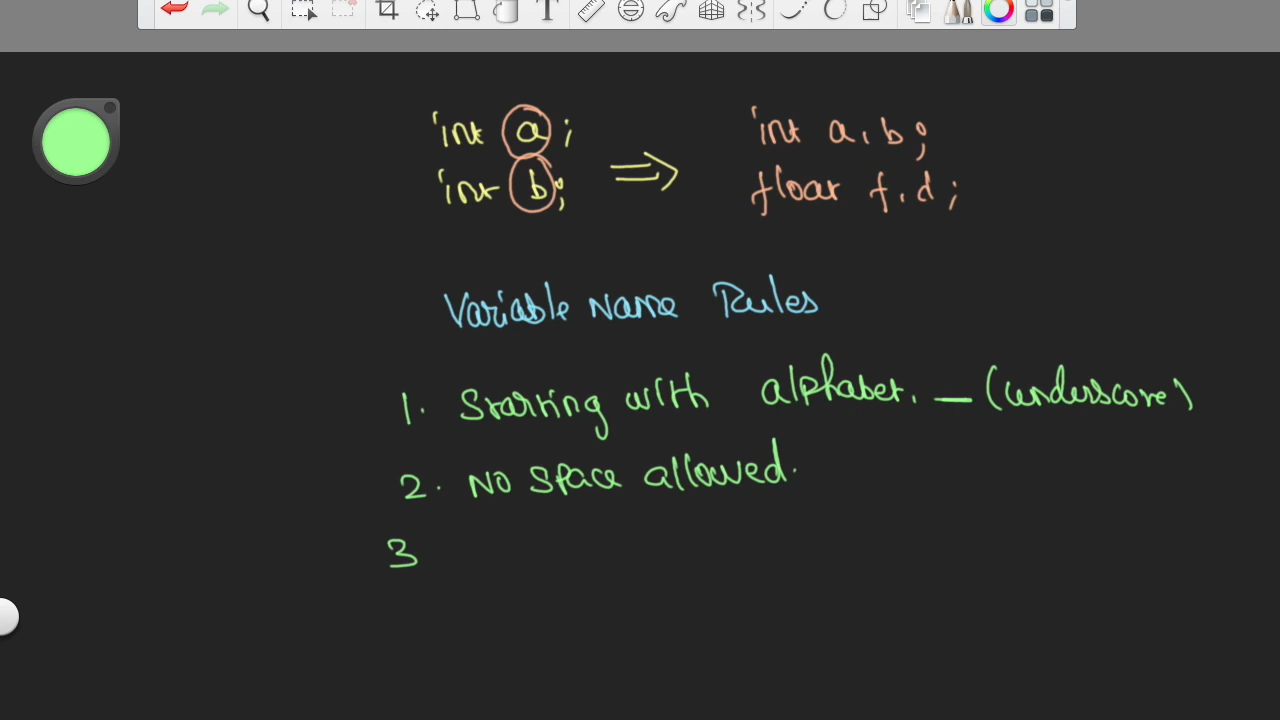 int a;
int b;
⇒
int a, b;
float f, d;
Variable Name Rules
1. Starting with alphabet. _ (underscore)
2. No space allowed.
3